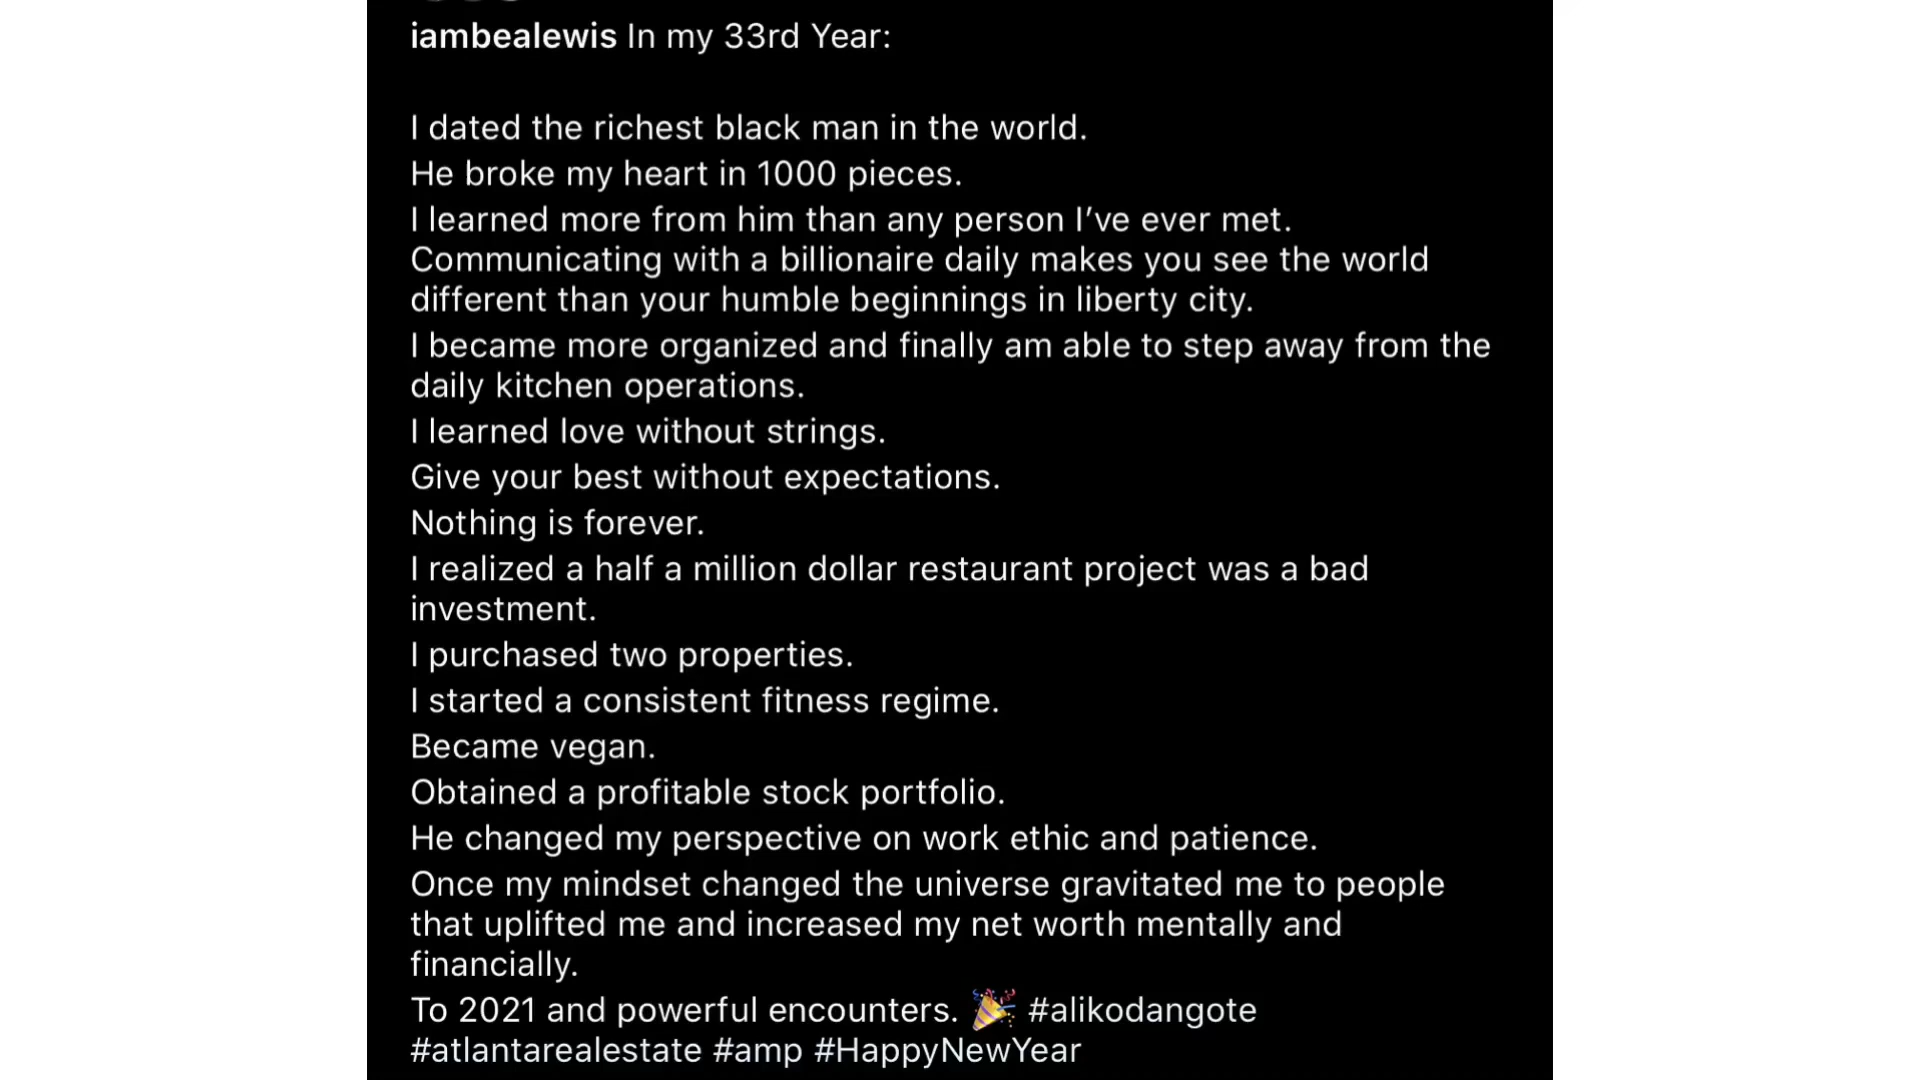 iambealewis In my 33rd Year:
I dated the richest black man in the world.
He broke my heart in 1000 pieces.
I learned more from him than any person I’ve ever met.
Communicating with a billionaire daily makes you see the world
different than your humble beginnings in liberty city.
I became more organized and finally am able to step away from the
daily kitchen operations.
I learned love without strings.
Give your best without expectations.
Nothing is forever.
I realized a half a million dollar restaurant project was a bad
investment.
I purchased two properties.
I started a consistent fitness regime.
Became vegan.
Obtained a profitable stock portfolio.
He changed my perspective on work ethic and patience.
Once my mindset changed the universe gravitated me to people
that uplifted me and increased my net worth mentally and
financially.
To 2021 and powerful encounters. 🎉 #alikodangote
#atlantarealestate #amp #HappyNewYear